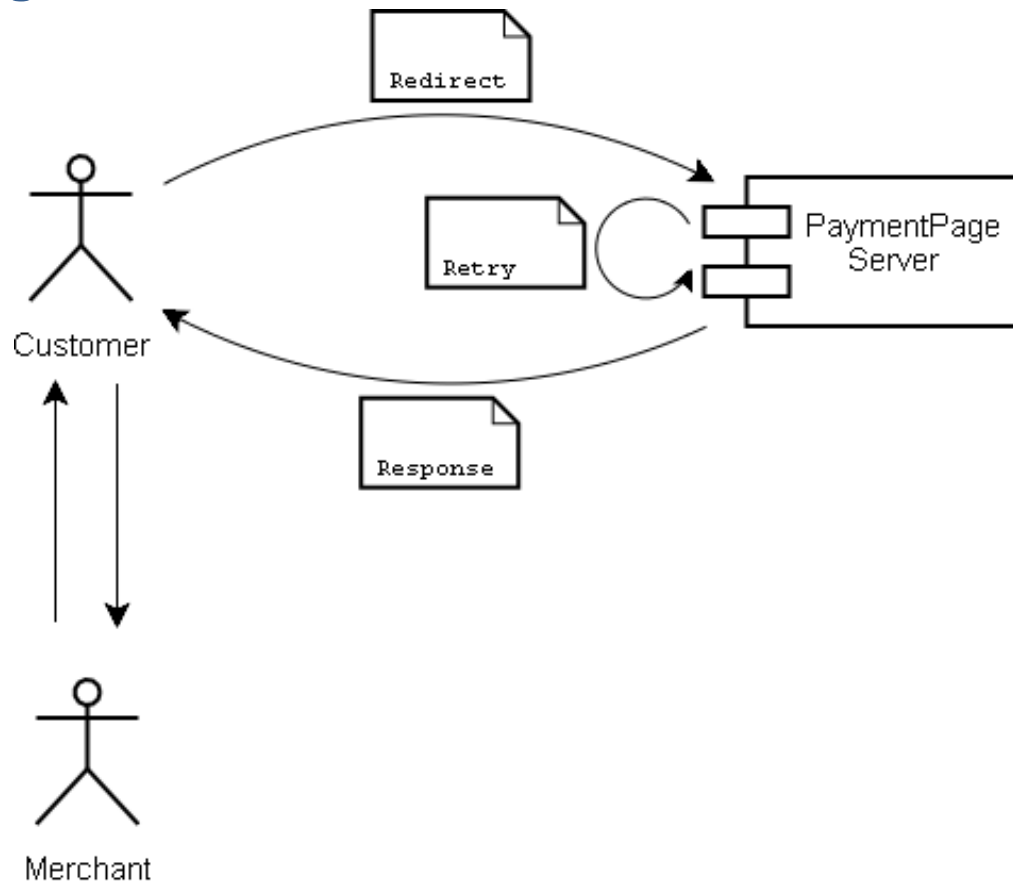 Redirect
Retry
PaymentPage
Server
Customer
Response
Merchant